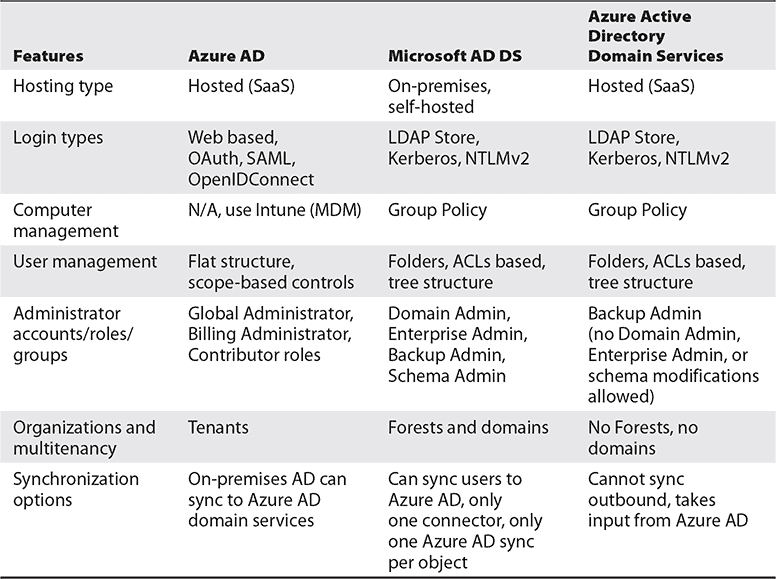 Features
Azure AD
Microsoft AD DS
Azure Active
Directory
Domain Services
Hosting type
Hosted (SaaS)
On-premises,
self-hosted
Hosted (SaaS)
Login types
Web based,
OAuth, SAML,
OpenIDConnect
LDAP Store,
Kerberos, NTLMv2
LDAP Store,
Kerberos, NTLMv2
Computer
management
N/A, use Intune (MDM)
Group Policy
Group Policy
User management
Flat structure,
scope-based controls
Folders, ACLs based,
tree structure
Folders, ACLs based,
tree structure
Administrator
accounts/roles/
groups
Global Administrator,
Billing Administrator,
Contributor roles
Domain Admin,
Enterprise Admin,
Backup Admin,
Schema Admin
Backup Admin
(no Domain Admin,
Enterprise Admin, or
schema modifications
allowed)
Organizations and
multitenancy
Tenants
Forests and domains
No Forests, no
domains
Synchronization
options
On-premises AD can
sync to Azure AD
domain services
Can sync users to
Azure AD, only
one connector, only
one Azure AD sync
per object
Cannot sync
outbound, takes
input from Azure AD